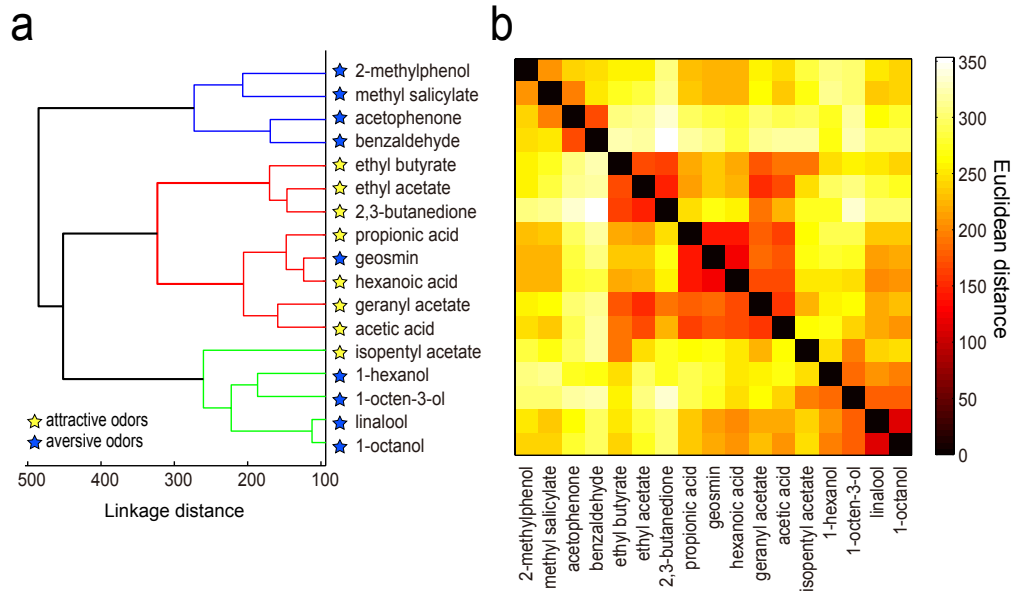 a
2-methylphenol
methyl salicylate
acetophenone
benzaldehyde
ethyl butyrate
ethyl acetate
2,3-butanedione
propionic acid
geosmin
hexanoic acid
geranyl acetate
acetic acid
isopentyl acetate
1-hexanol
1-octen-3-ol
linalool
1-octanol
attractive odors
aversive odors
500 400 300 200 100
Linkage distance
b
350
300
250
200
150
100
50
0
Euclidean distance
2-methylphenol
methyl salicylate
acetophenone
benzaldehyde
ethyl butyrate
ethyl acetate
2,3-butanedione
propionic acid
geosmin
hexanoic acid
geranyl acetate
acetic acid
isopentyl acetate
1-hexanol
1-octen-3-ol
linalool
1-octanol